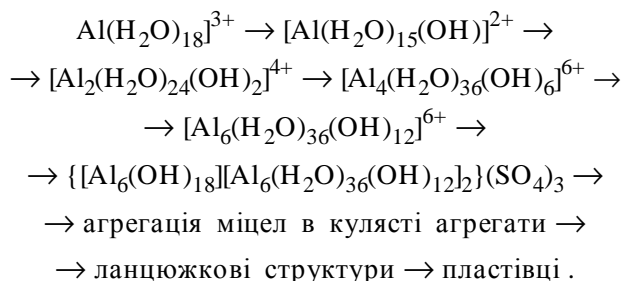 Al(H₂O)₁₈]³⁺ → [Al(H₂O)₁₅(OH)]²⁺ →
→ [Al₂(H₂O)₂₄(OH)₂]⁴⁺ → [Al₄(H₂O)₃₆(OH)₆]⁶⁺ →
→ [Al₆(H₂O)₃₆(OH)₁₂]⁶⁺ →
→ {[Al₆(OH)₁₈][Al₆(H₂O)₃₆(OH)₁₂]₂}(SO₄)₃ →
→ агрегація міцел в кулясті агрегати →
→ ланцюжкові структури → пластівці .